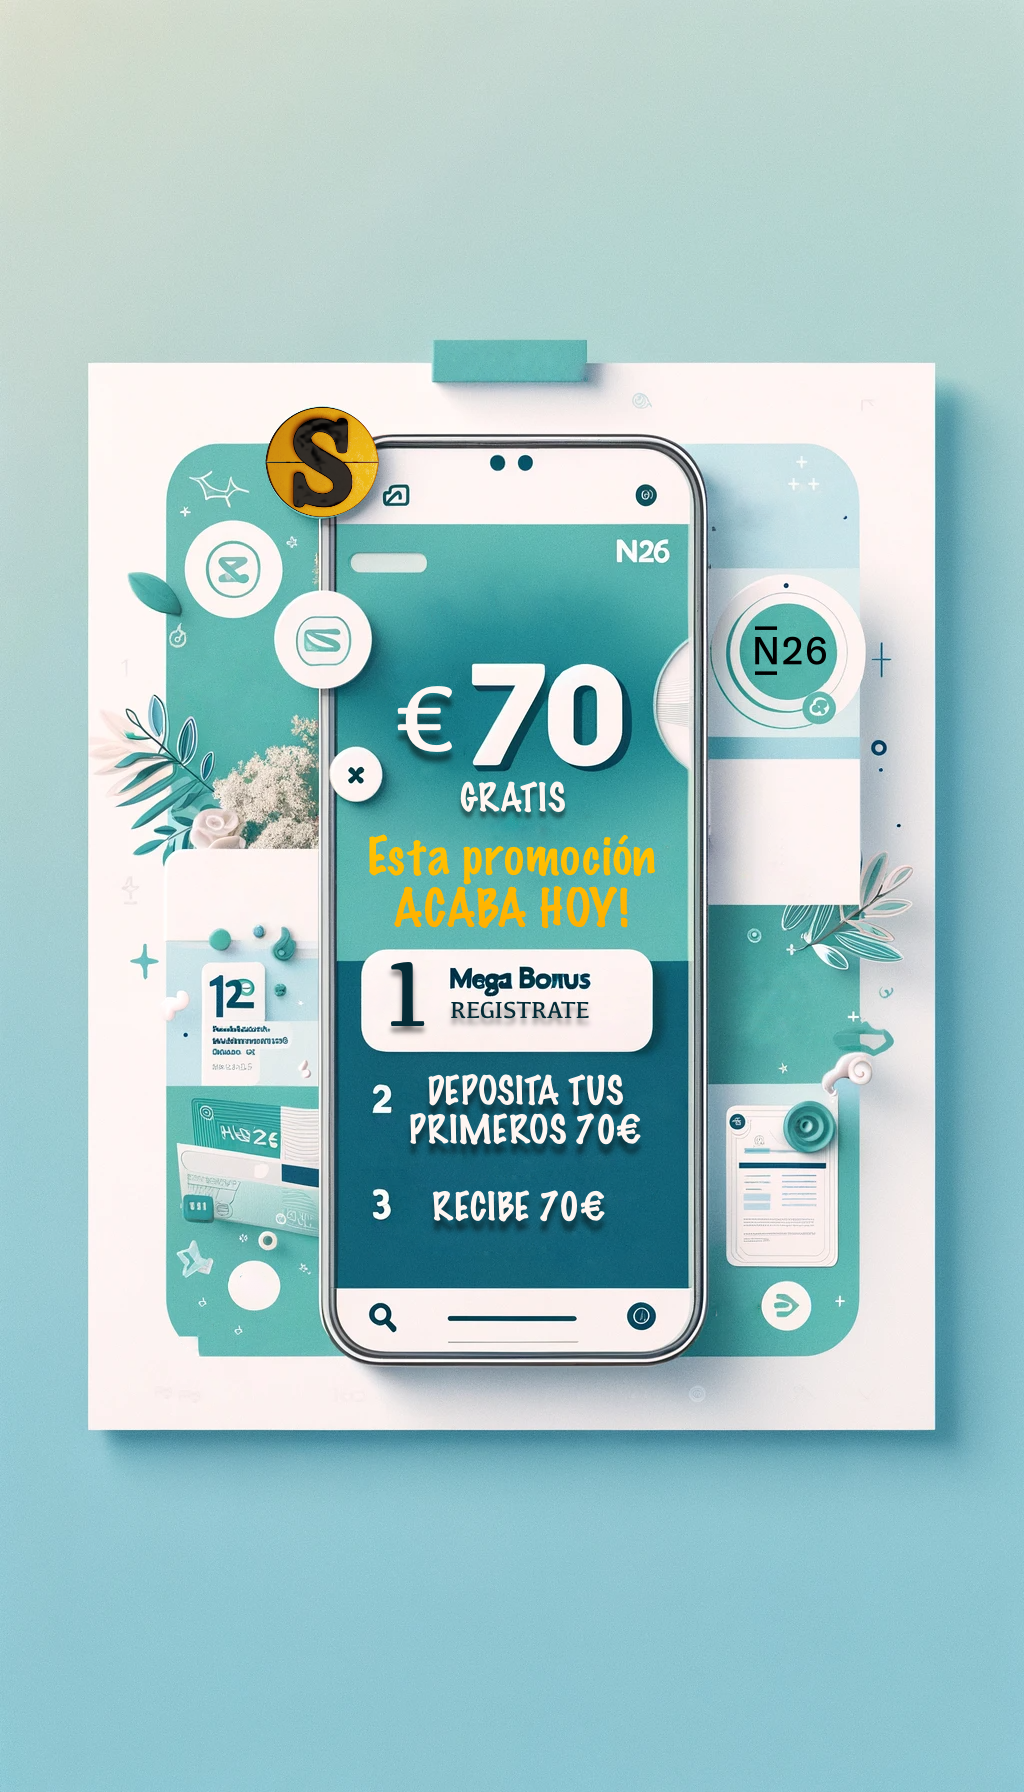 S
N26
N26
€70
GRATIS
Esta promoción
ACABA HOY!
1
Mega Bonus
REGISTRATE
12
2
DEPOSITA TUS
PRIMEROS 70€
3
RECIBE 70€